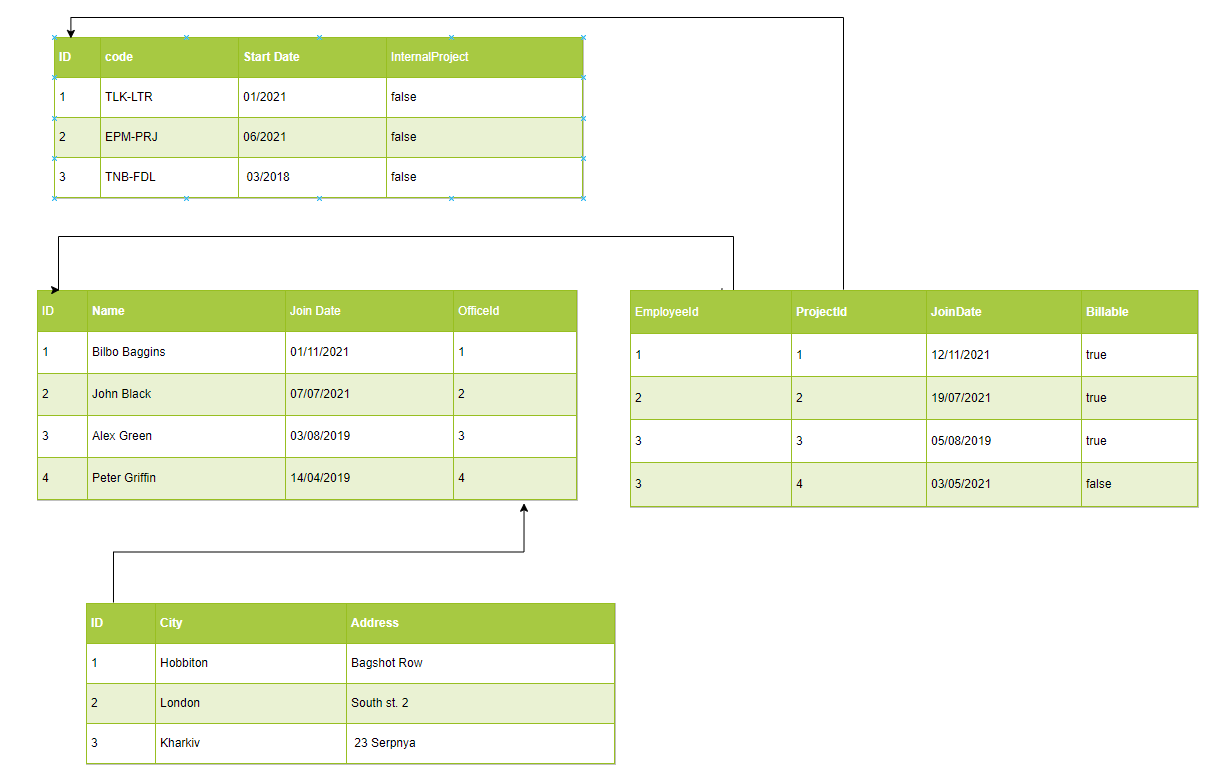 ID code Start Date InternalProject
1 TLK-LTR 01/2021 false
2 EPM-PRJ 06/2021 false
3 TNB-FDL 03/2018 false
ID Name Join Date OfficeId
1 Bilbo Baggins 01/11/2021 1
2 John Black 07/07/2021 2
3 Alex Green 03/08/2019 3
4 Peter Griffin 14/04/2019 4
EmployeeId ProjectId JoinDate Billable
1 1 12/11/2021 true
2 2 19/07/2021 true
3 3 05/08/2019 true
3 4 03/05/2021 false
ID City Address
1 Hobbiton Bagshot Row
2 London South st. 2
3 Kharkiv 23 Serpnya